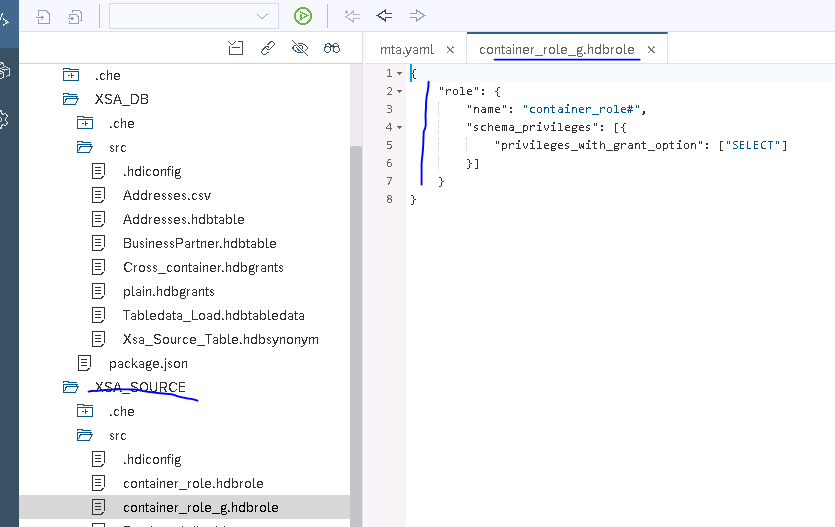 mta.yaml × container_role_g.hdbrole ×
.che
XSA_DB
.che
src
.hdiconfig
Addresses.csv
Addresses.hdbtable
BusinessPartner.hdbtable
Cross_container.hdbgrants
plain.hdbgrants
Tabledata_Load.hdbtabledata
Xsa_Source_Table.hdbsynonym
package.json
XSA_SOURCE
.che
src
.hdiconfig
container_role.hdbrole
container_role_g.hdbrole
1 {
2 "role": {
3 "name": "container_role#",
4 "schema_privileges": [{
5 "privileges_with_grant_option": ["SELECT"]
6 }]
7 }
8 }